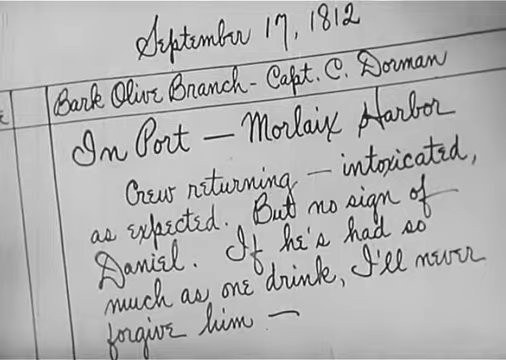 September 17, 1812
Bark Olive Branch - Capt. C. Dorman
In Port — Morlaix Harbor
Crew returning — intoxicated,
as expected. But no sign of
Daniel. If he's had so
much as one drink, I'll never
forgive him —